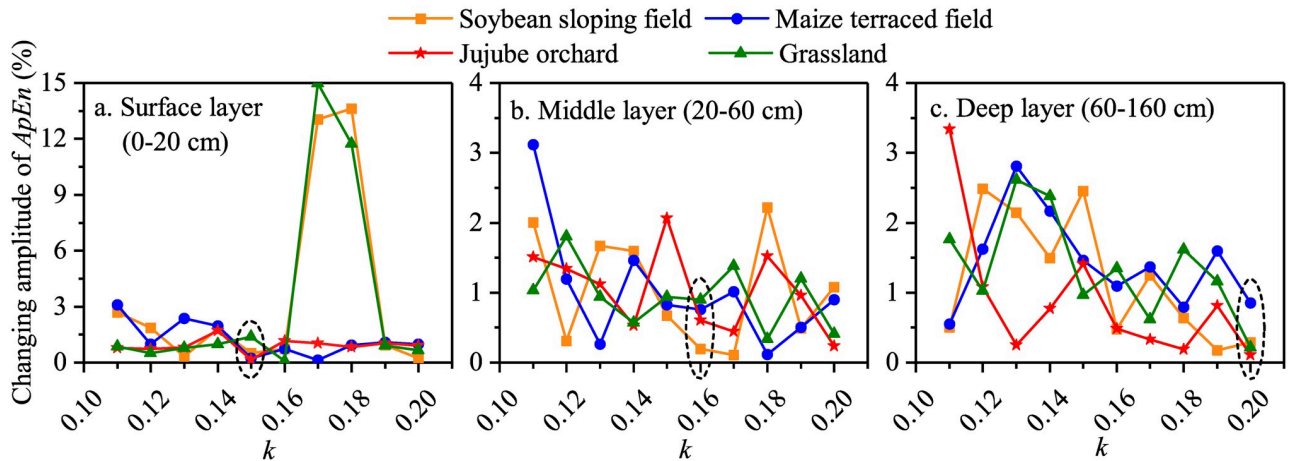 Soybean sloping field
Maize terraced field
Jujube orchard
Grassland
Changing amplitude of ApEn (%)
15
12
9
6
3
0
a. Surface layer
(0-20 cm)
0.10
0.12
0.14
0.16
0.18
0.20
k
4
3
2
1
0
b. Middle layer (20-60 cm)
0.10
0.12
0.14
0.16
0.18
0.20
k
4
3
2
1
0
c. Deep layer (60-160 cm)
0.10
0.12
0.14
0.16
0.18
0.20
k